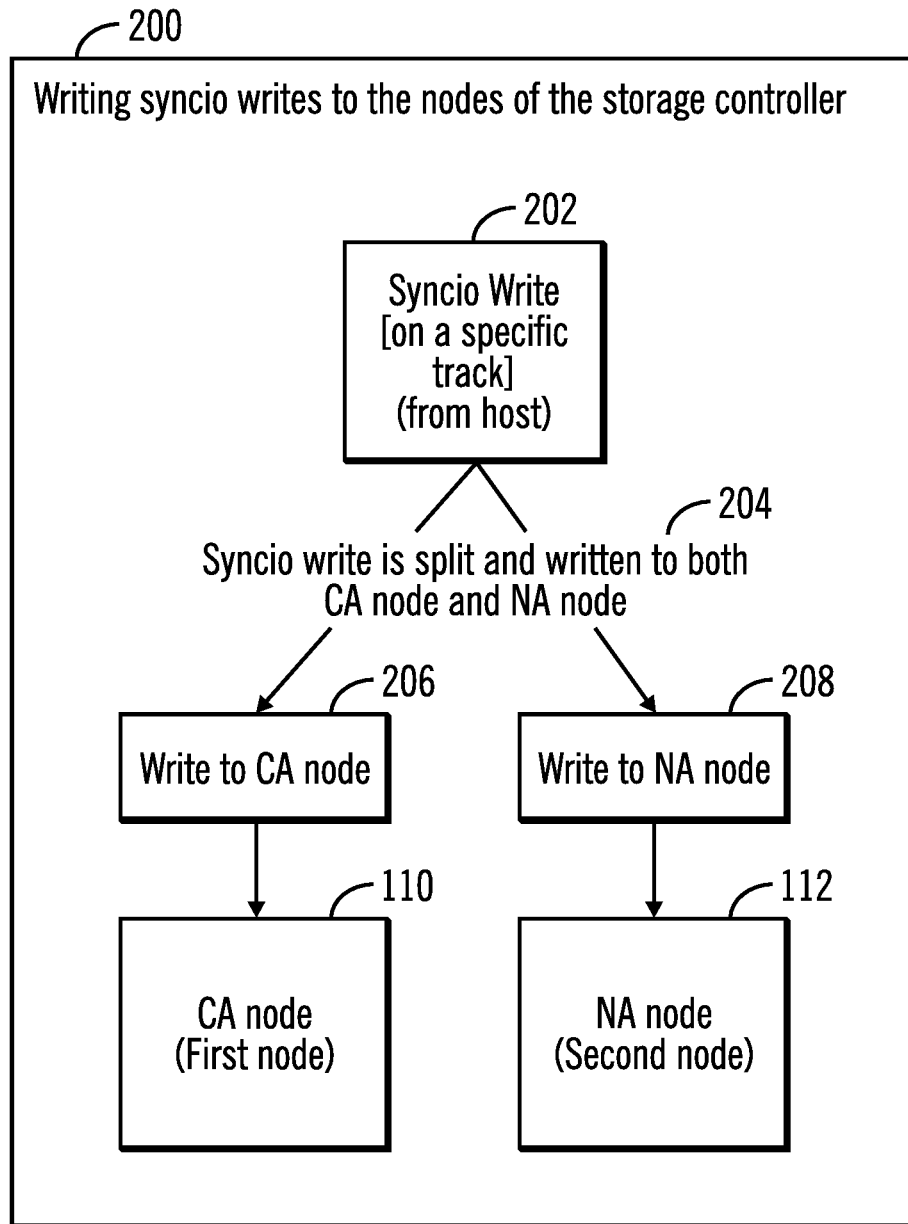 200
Writing syncio writes to the nodes of the storage controller
202
Syncio Write
[on a specific
track]
(from host)
204
Syncio write is split and written to both
CA node and NA node
206
208
Write to CA node
Write to NA node
110
112
CA node
(First node)
NA node
(Second node)